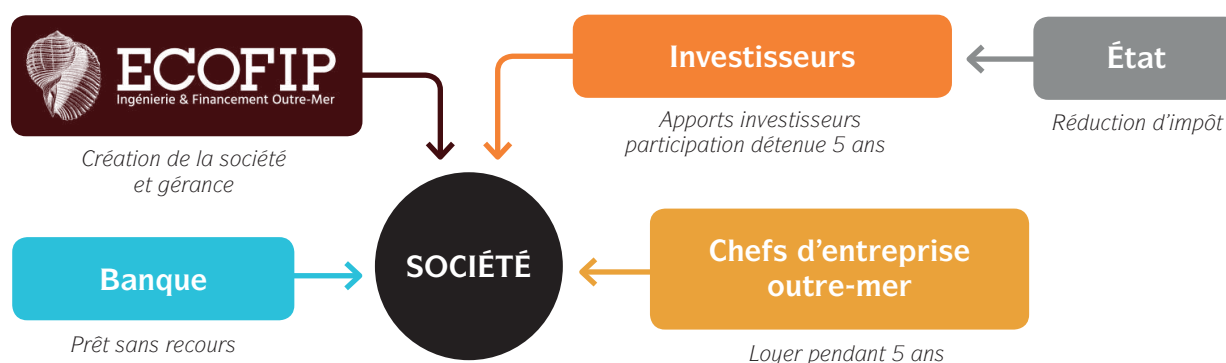 ECOFIP
Ingénierie & Financement Outre-Mer
Création de la société
et gérance
Investisseurs
Apports investisseurs
participation détenue 5 ans
État
Réduction d'impôt
Banque
Prêt sans recours
SOCIÉTÉ
Chefs d'entreprise
outre-mer
Loyer pendant 5 ans